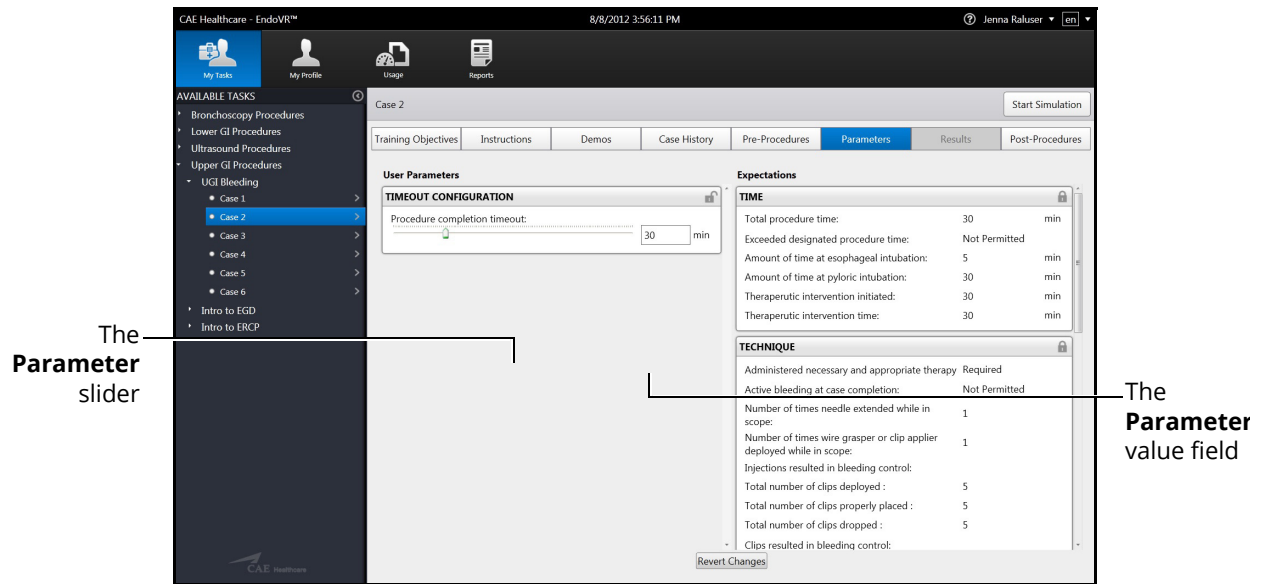 CAE Healthcare - EndoVR™
8/8/2012 3:56:11 PM
Jenna Raluser
en
My Tasks
My Profile
Usage
Reports
AVAILABLE TASKS
Bronchoscopy Procedures
Lower GI Procedures
Ultrasound Procedures
Upper GI Procedures
UGI Bleeding
Case 1
Case 2
Case 3
Case 4
Case 5
Case 6
Intro to EGD
Intro to ERCP
CAE Healthcare
Case 2
Start Simulation
Training Objectives
Instructions
Demos
Case History
Pre-Procedures
Parameters
Results
Post-Procedures
User Parameters
TIMEOUT CONFIGURATION
Procedure completion timeout:
30 min
Expectations
TIME
Total procedure time: 30 min
Exceeded designated procedure time: Not Permitted
Amount of time at esophageal intubation: 5 min
Amount of time at pyloric intubation: 30 min
Theraperutic intervention initiated: 30 min
Theraperutic intervention time: 30 min
TECHNIQUE
Administered necessary and appropriate therapy Required
Active bleeding at case completion: Not Permitted
Number of times needle extended while in
scope: 1
Number of times wire grasper or clip applier
deployed while in scope: 1
Injections resulted in bleeding control:
Total number of clips deployed : 5
Total number of clips properly placed : 5
Total number of clips dropped : 5
Clips resulted in bleeding control:
Revert Changes
The
Parameter
slider
The
Parameter
value field